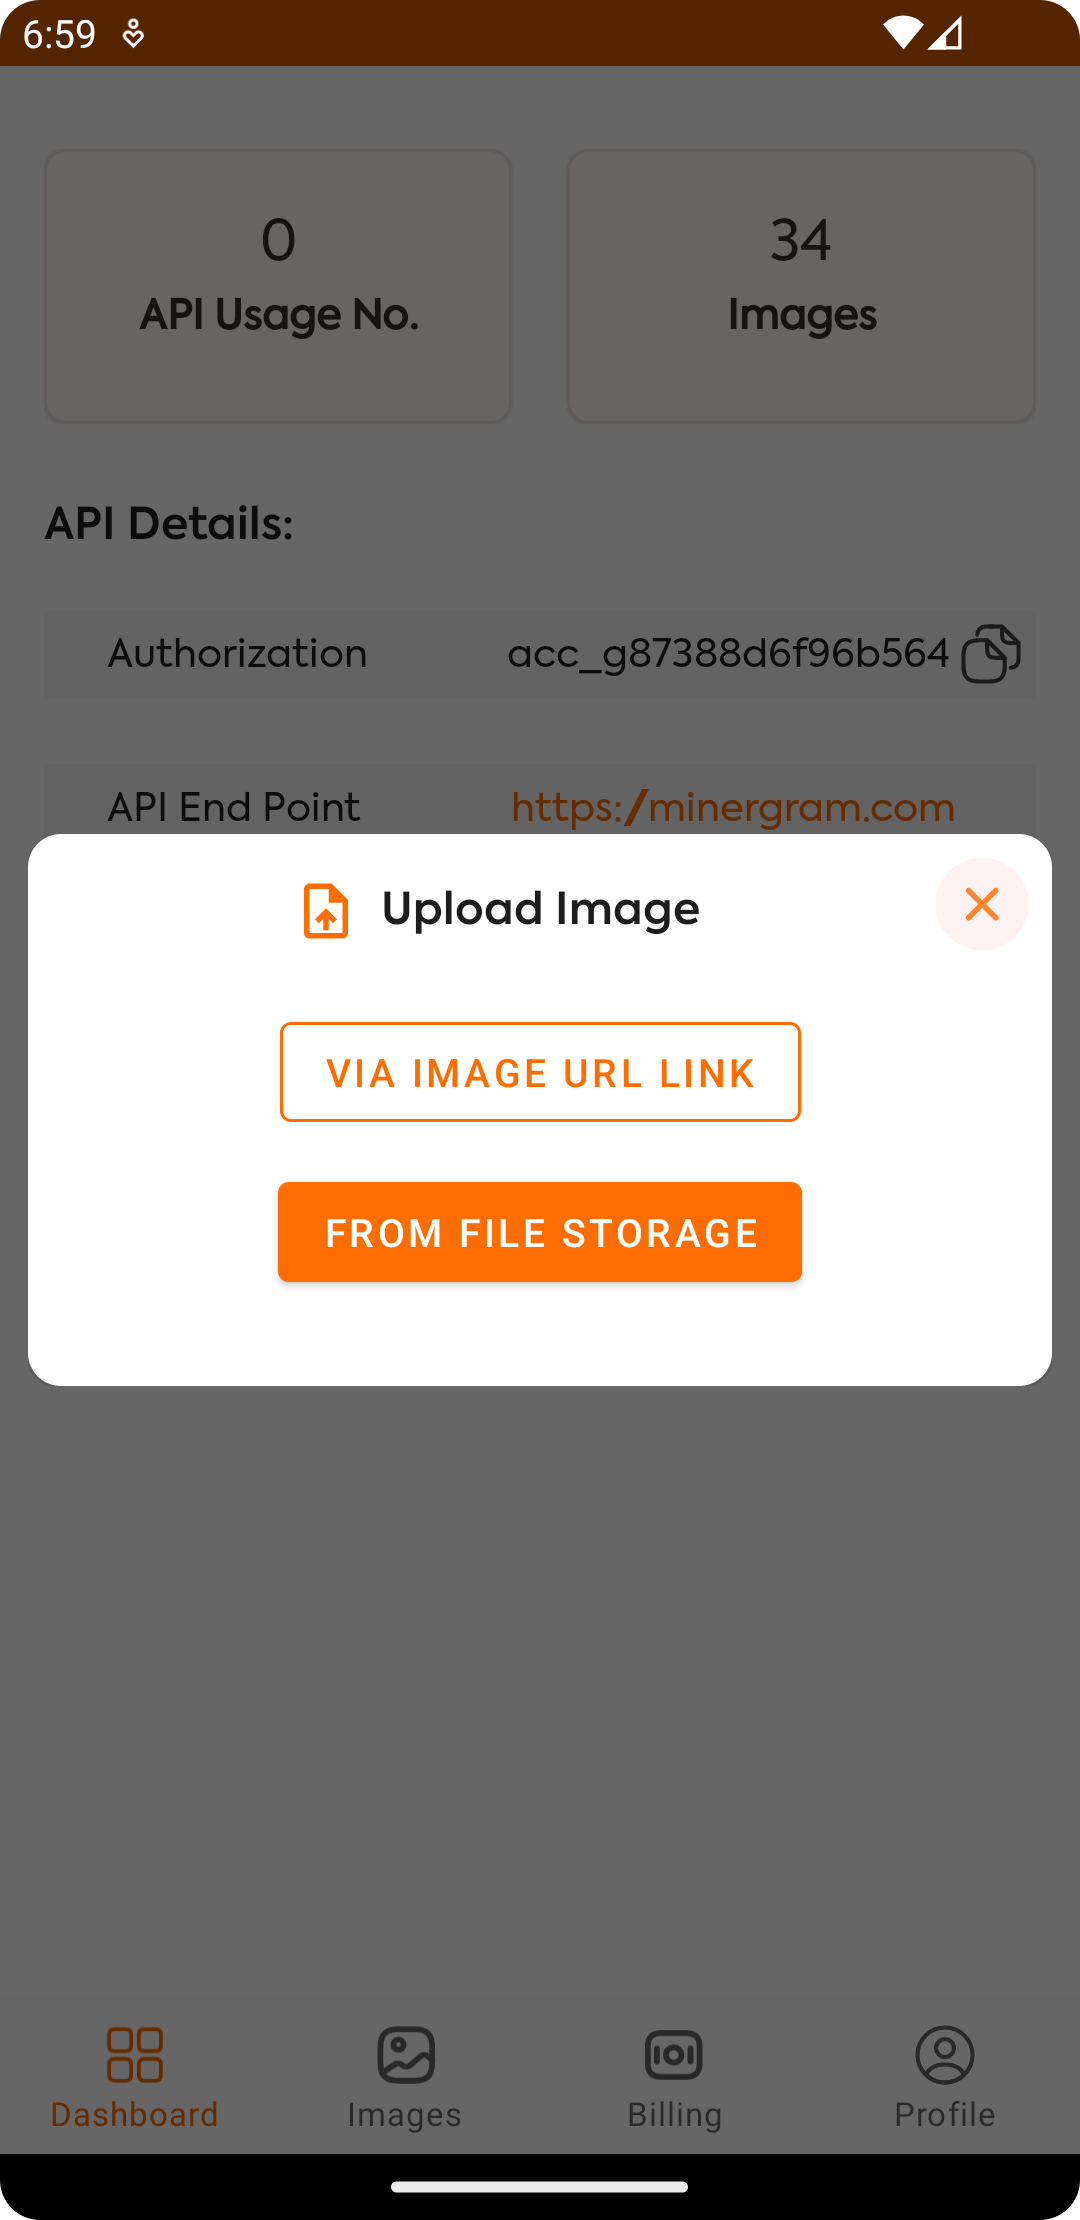 6:59
0
API Usage No.
34
Images
API Details:
Authorization acc_g87388d6f96b564
API End Point https://minergram.com
Upload Image
VIA IMAGE URL LINK
FROM FILE STORAGE
Dashboard Images Billing Profile